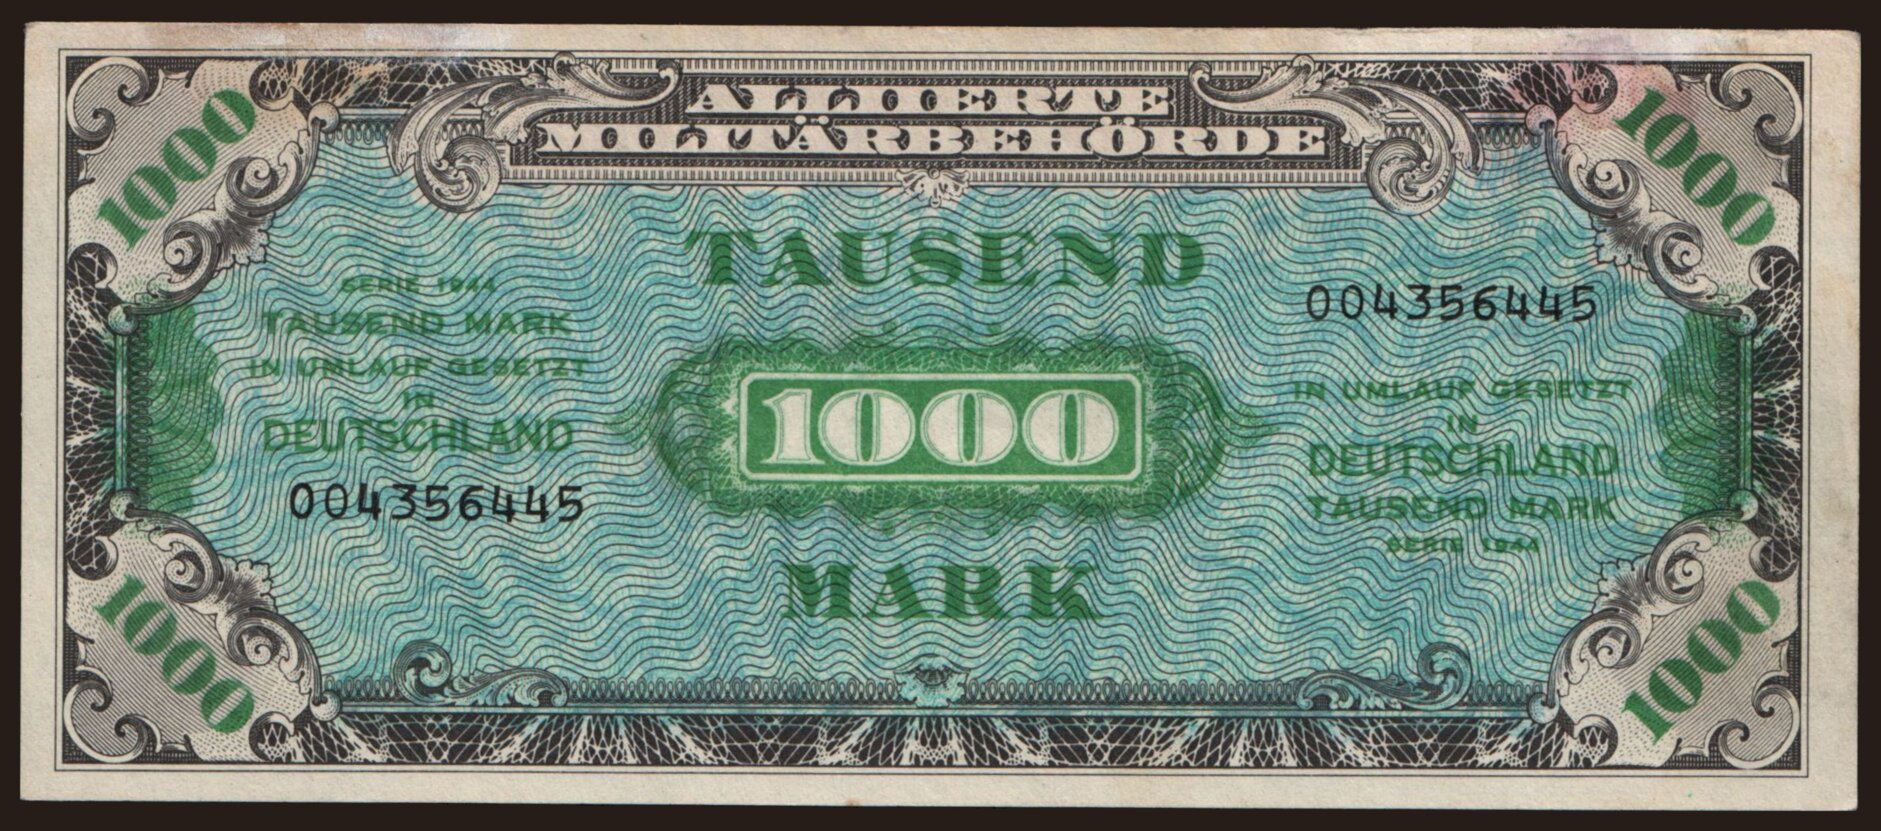 1000
ALLIIERTE
MILITÄRBEHÖRDE
1000
TAUSEND
SERIE 1944
TAUSEND MARK
IN UMLAUF GESETZT
IN
DEUTSCHLAND
004356445
1000
004356445
IN UMLAUF GESETZT
IN
DEUTSCHLAND
TAUSEND MARK
SERIE 1944
MARK
1000
1000